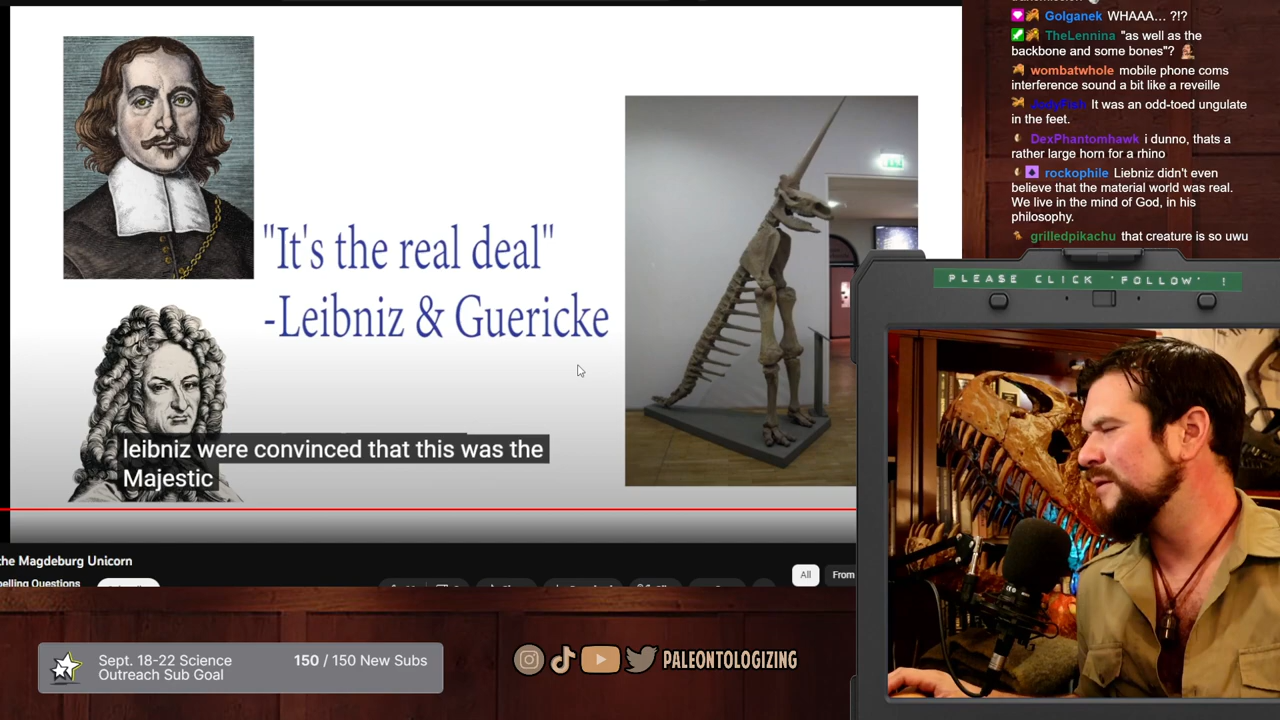 Golganek WHAAA... ?!?
TheLennina "as well as the
backbone and some bones"?
wombatwhole mobile phone coms
interference sound a bit like a reveille
JodyFish It was an odd-toed ungulate
in the feet.
DexPhantomhawk i dunno, thats a
rather large horn for a rhino
rockophile Liebniz didn't even
believe that the material world was real.
We live in the mind of God, in his
philosophy.
grilledpikachu that creature is so uwu
"It's the real deal"
-Leibniz & Guericke
leibniz were convinced that this was the
Majestic
PLEASE CLICK 'FOLLOW' !
the Magdeburg Unicorn
pelling Questions
All
From
Sept. 18-22 Science
Outreach Sub Goal
150 / 150 New Subs
PALEONTOLOGIZING